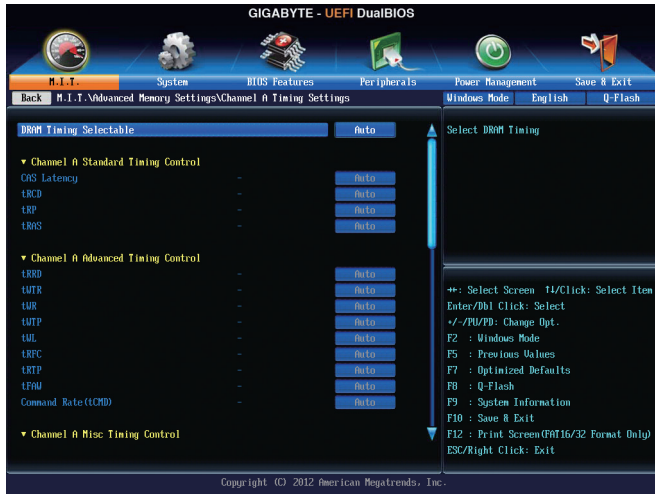 GIGABYTE - UEFI DualBIOS
M.I.T. System BIOS Features Peripherals Power Management Save & Exit
Back M.I.T.\Advanced Memory Settings\Channel A Timing Settings Windows Mode English Q-Flash
DRAM Timing Selectable Auto
▼ Channel A Standard Timing Control
CAS Latency - Auto
tRCD - Auto
tRP - Auto
tRAS - Auto
▼ Channel A Advanced Timing Control
tRRD - Auto
tWTR - Auto
tWR - Auto
tWTP - Auto
tWL - Auto
tRFC - Auto
tRTP - Auto
tFAW - Auto
Command Rate(tCMD) - Auto
▼ Channel A Misc Timing Control
Select DRAM Timing
→←: Select Screen ↑↓/Click: Select Item
Enter/Dbl Click: Select
+/-/PU/PD: Change Opt.
F2 : Windows Mode
F5 : Previous Values
F7 : Optimized Defaults
F8 : Q-Flash
F9 : System Information
F10 : Save & Exit
F12 : Print Screen(FAT16/32 Format Only)
ESC/Right Click: Exit
Copyright (C) 2012 American Megatrends, Inc.